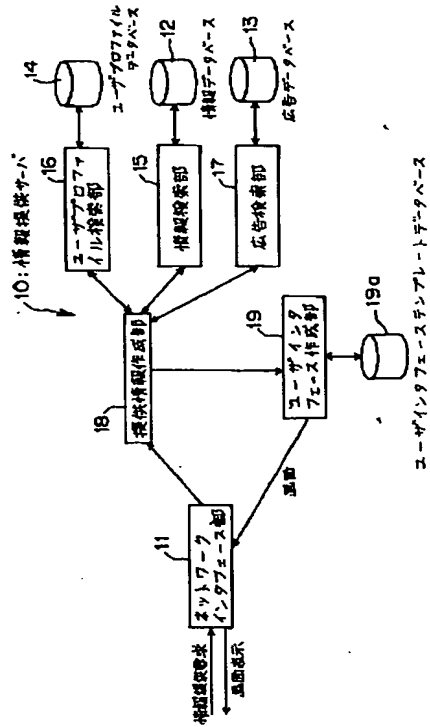 10:情報提供サーバ
14
ユーザプロファイル
データベース
16
ユーザプロファ
イル検索部
12
情報データベース
15
情報検索部
13
広告データベース
17
広告検索部
18
提供情報作成部
19
ユーザインタ
フェース作成部
19a
ユーザインタフェーステンプレートデータベース
画面
11
ネットワーク
インタフェース部
情報提供要求
画面表示